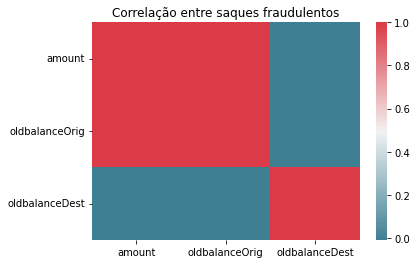 Correlação entre saques fraudulentos
amount
oldbalanceOrig
oldbalanceDest
amount
oldbalanceOrig
oldbalanceDest
1.0
0.8
0.6
0.4
0.2
0.0